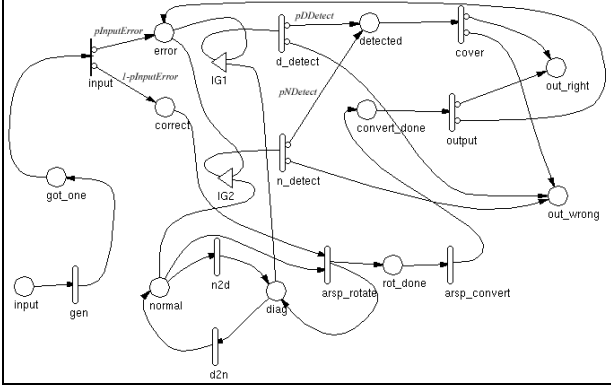 pInputError
pDDetect
error
detected
cover
IG1
d_detect
input
1-pInputError
out_right
pNDetect
correct
convert_done
output
n_detect
got_one
IG2
out_wrong
input
gen
normal
n2d
diag
arsp_rotate
rot_done
arsp_convert
d2n